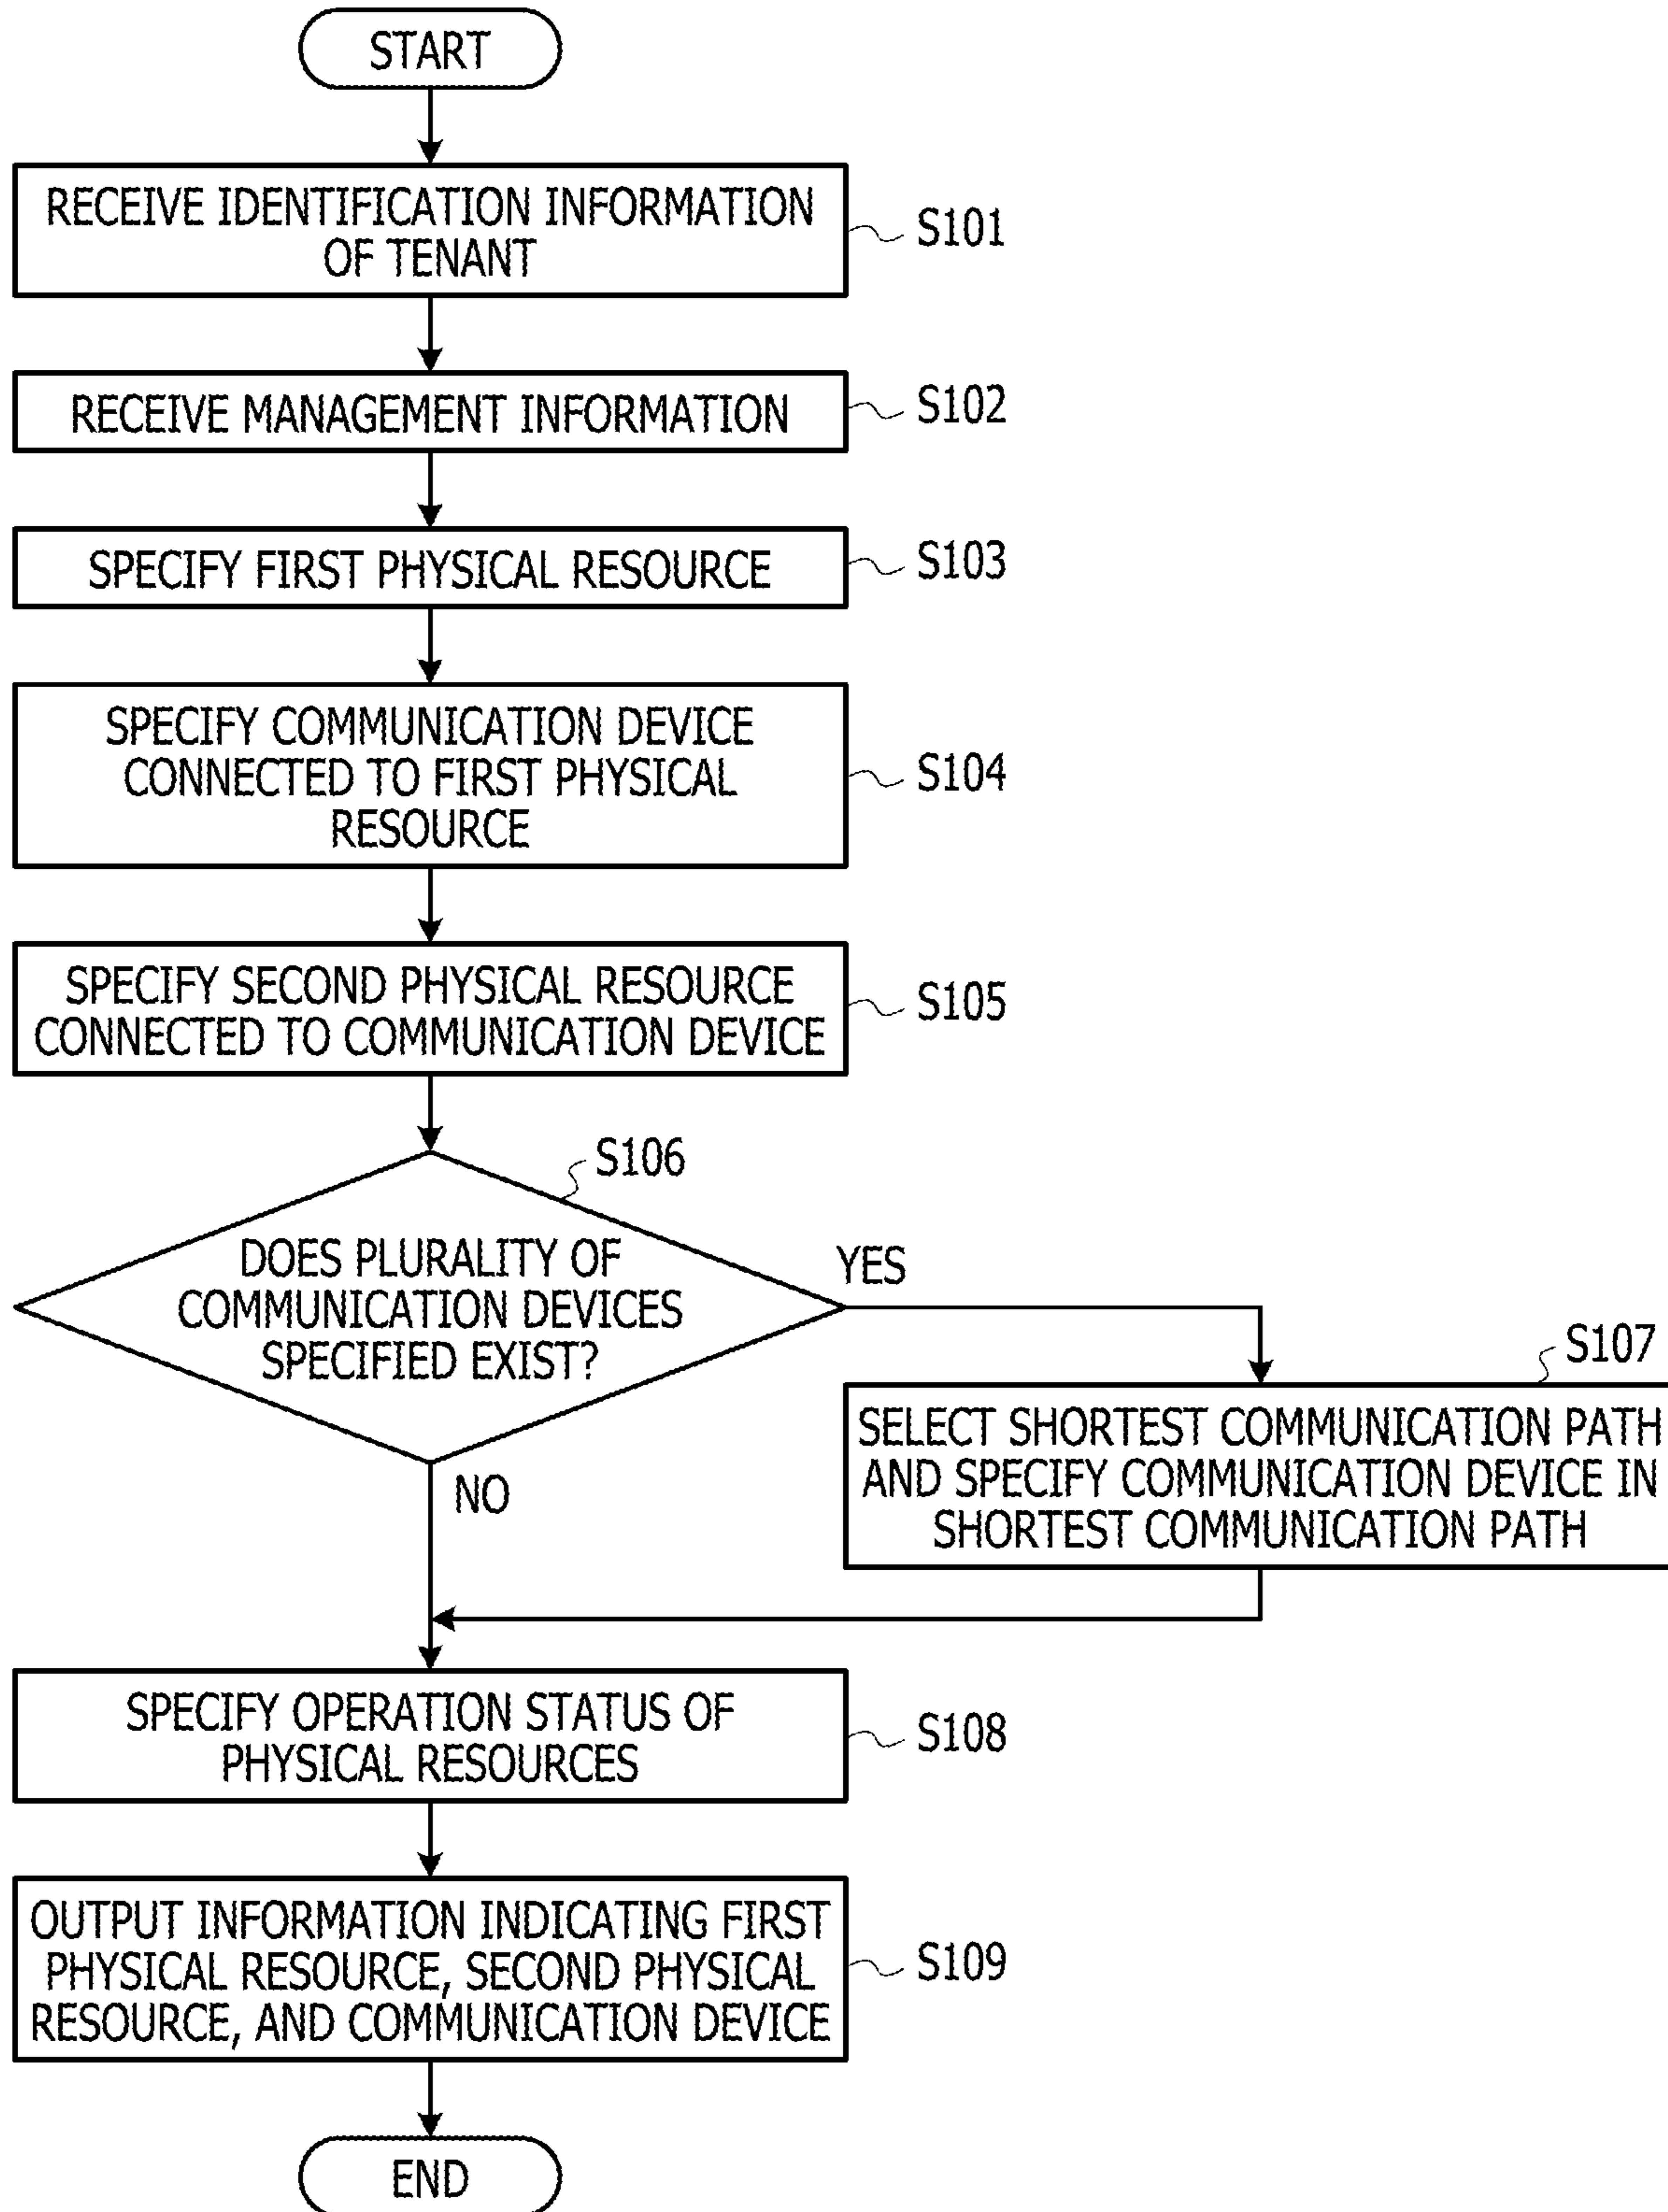 START
RECEIVE IDENTIFICATION INFORMATION
OF TENANT
S101
RECEIVE MANAGEMENT INFORMATION
S102
SPECIFY FIRST PHYSICAL RESOURCE
S103
SPECIFY COMMUNICATION DEVICE
CONNECTED TO FIRST PHYSICAL
RESOURCE
S104
SPECIFY SECOND PHYSICAL RESOURCE
CONNECTED TO COMMUNICATION DEVICE
S105
S106
DOES PLURALITY OF
COMMUNICATION DEVICES
SPECIFIED EXIST?
YES
NO
S107
SELECT SHORTEST COMMUNICATION PATH
AND SPECIFY COMMUNICATION DEVICE IN
SHORTEST COMMUNICATION PATH
SPECIFY OPERATION STATUS OF
PHYSICAL RESOURCES
S108
OUTPUT INFORMATION INDICATING FIRST
PHYSICAL RESOURCE, SECOND PHYSICAL
RESOURCE, AND COMMUNICATION DEVICE
S109
END